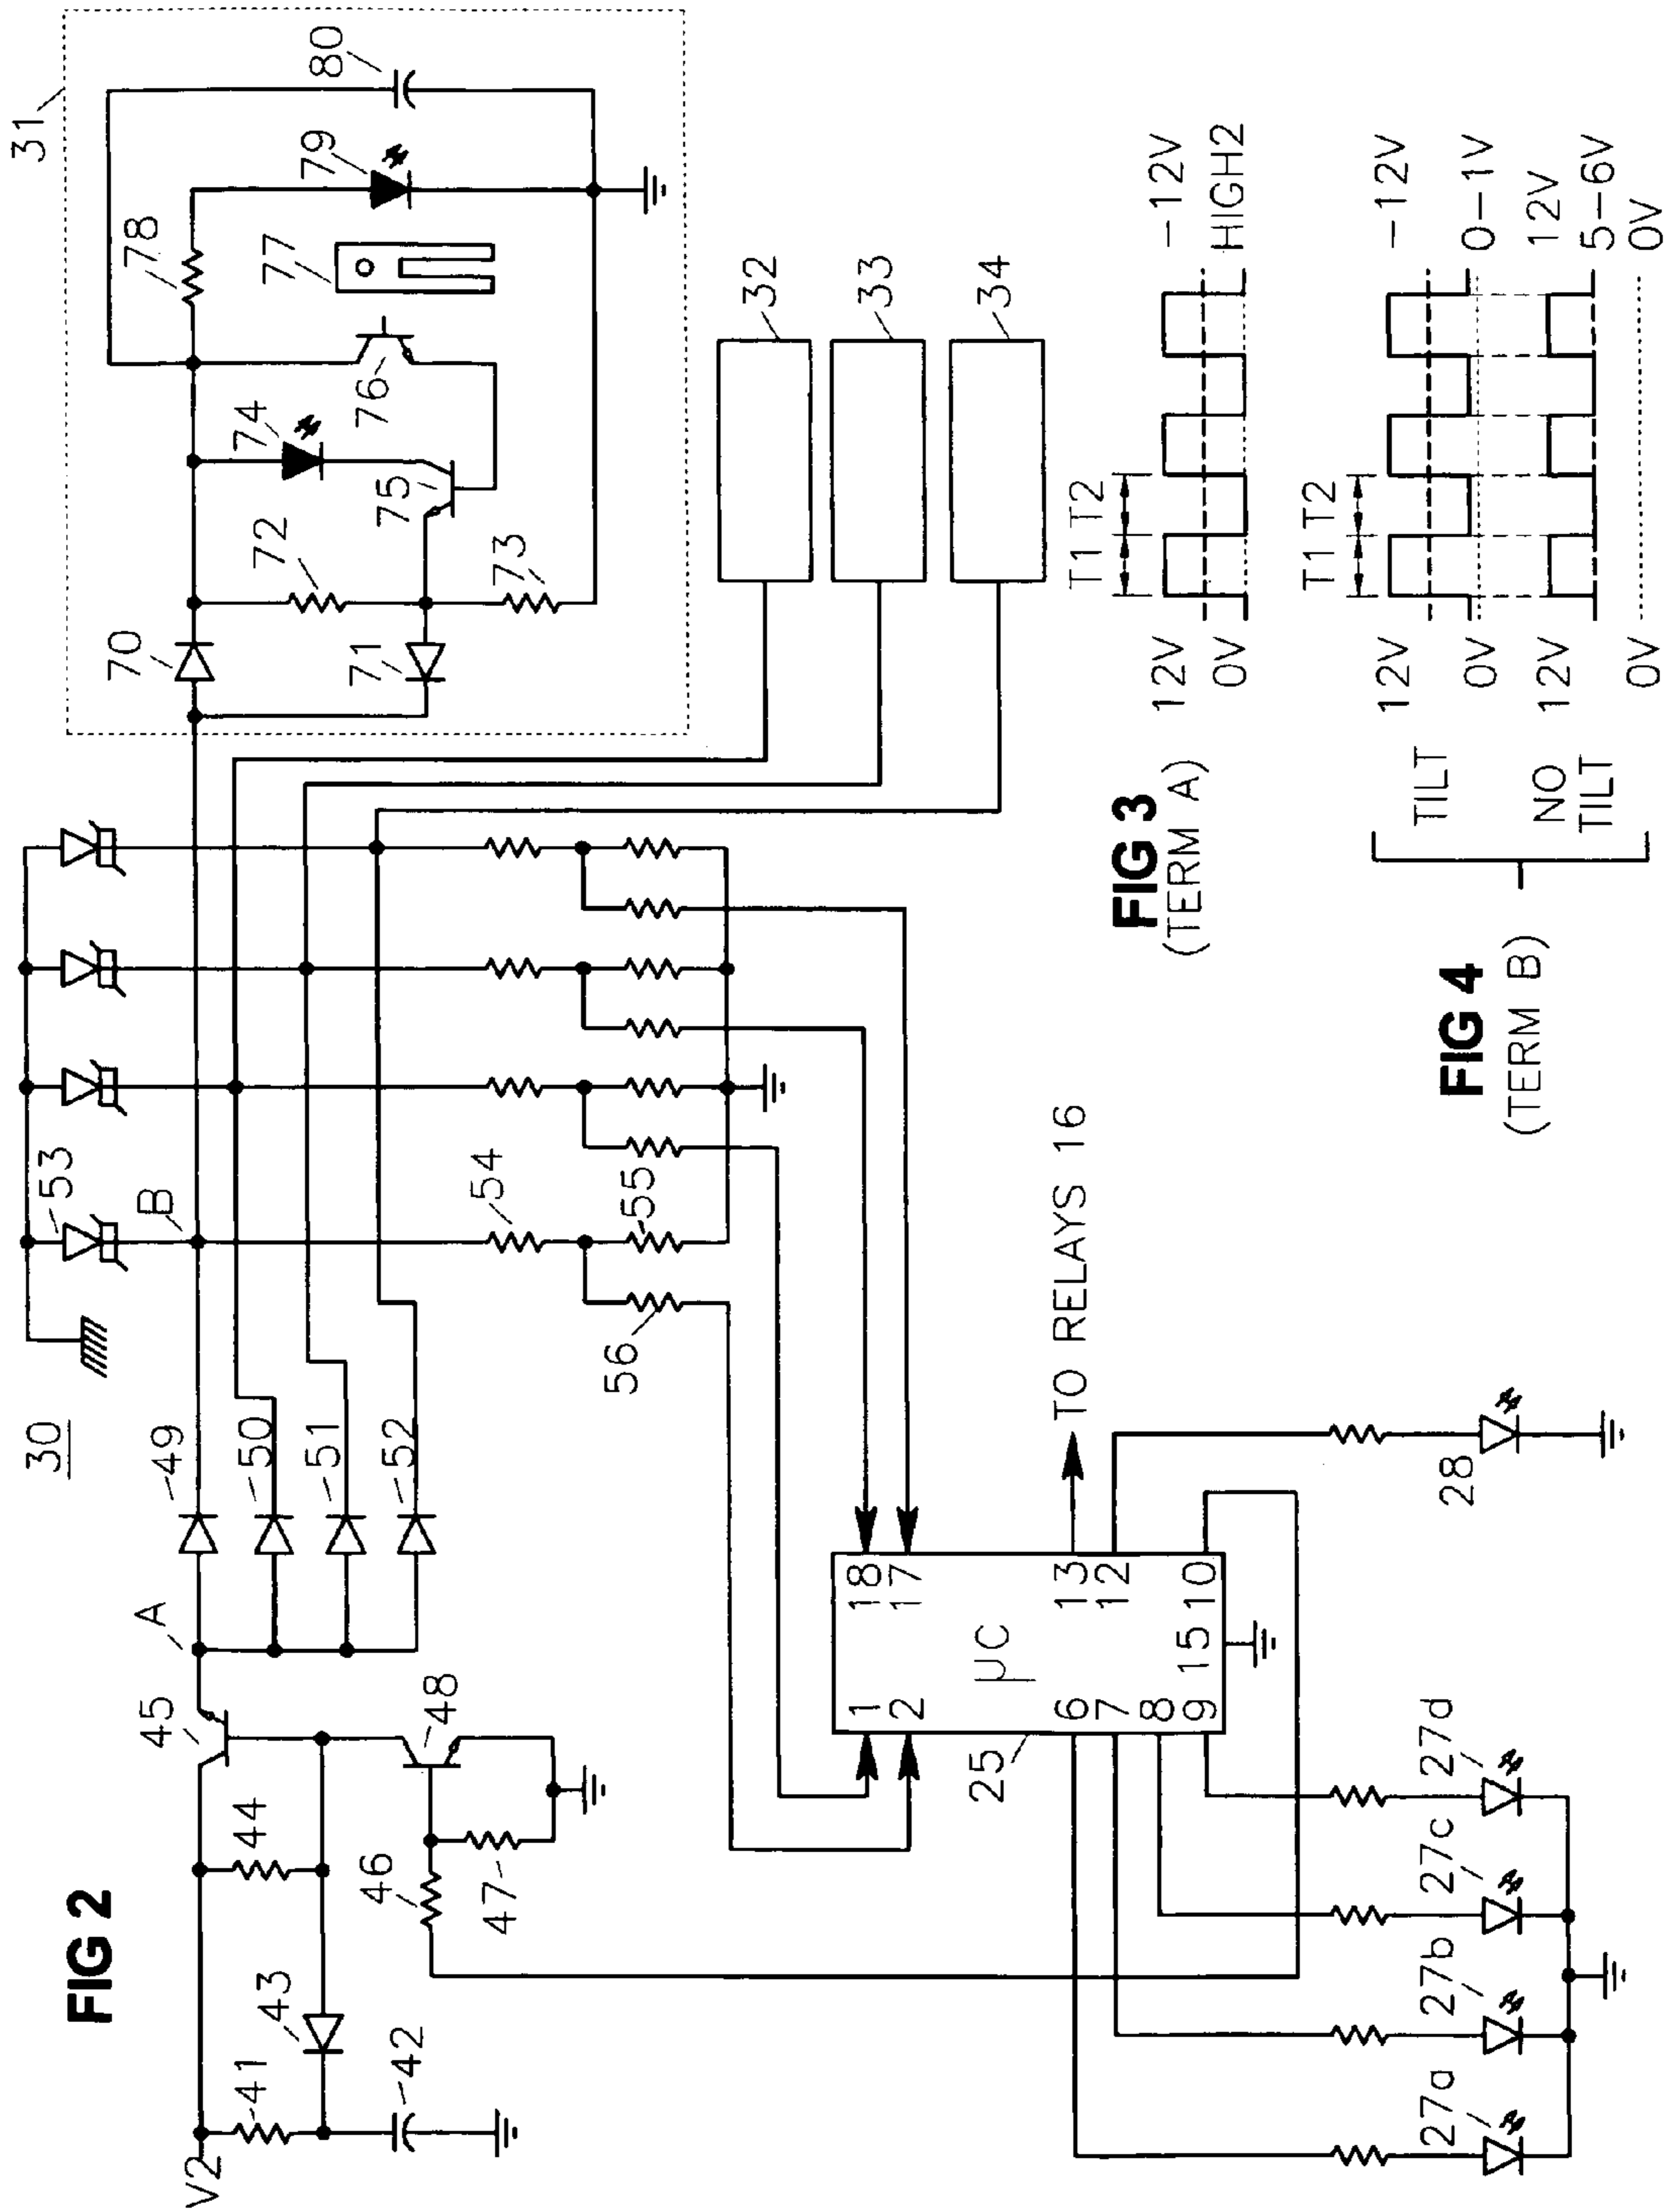 FIG 2
30
31
V2
41
42
43
44
45
46
47
48
A
49
50
51
52
53
B
54
55
56
70
71
72
73
74
75
76
77
78
79
80
32
33
34
25
µC
1
2
6
7
8
9
15
10
12
13
17
18
TO RELAYS 16
28
27a
27b
27c
27d
FIG 3
(TERM A)
T1 T2
12V
0V
-12V
HIGH2
FIG 4
(TERM B)
TILT
NO
TILT
T1 T2
12V
0V
12V
0V
-12V
0-1V
12V
5-6V
0V